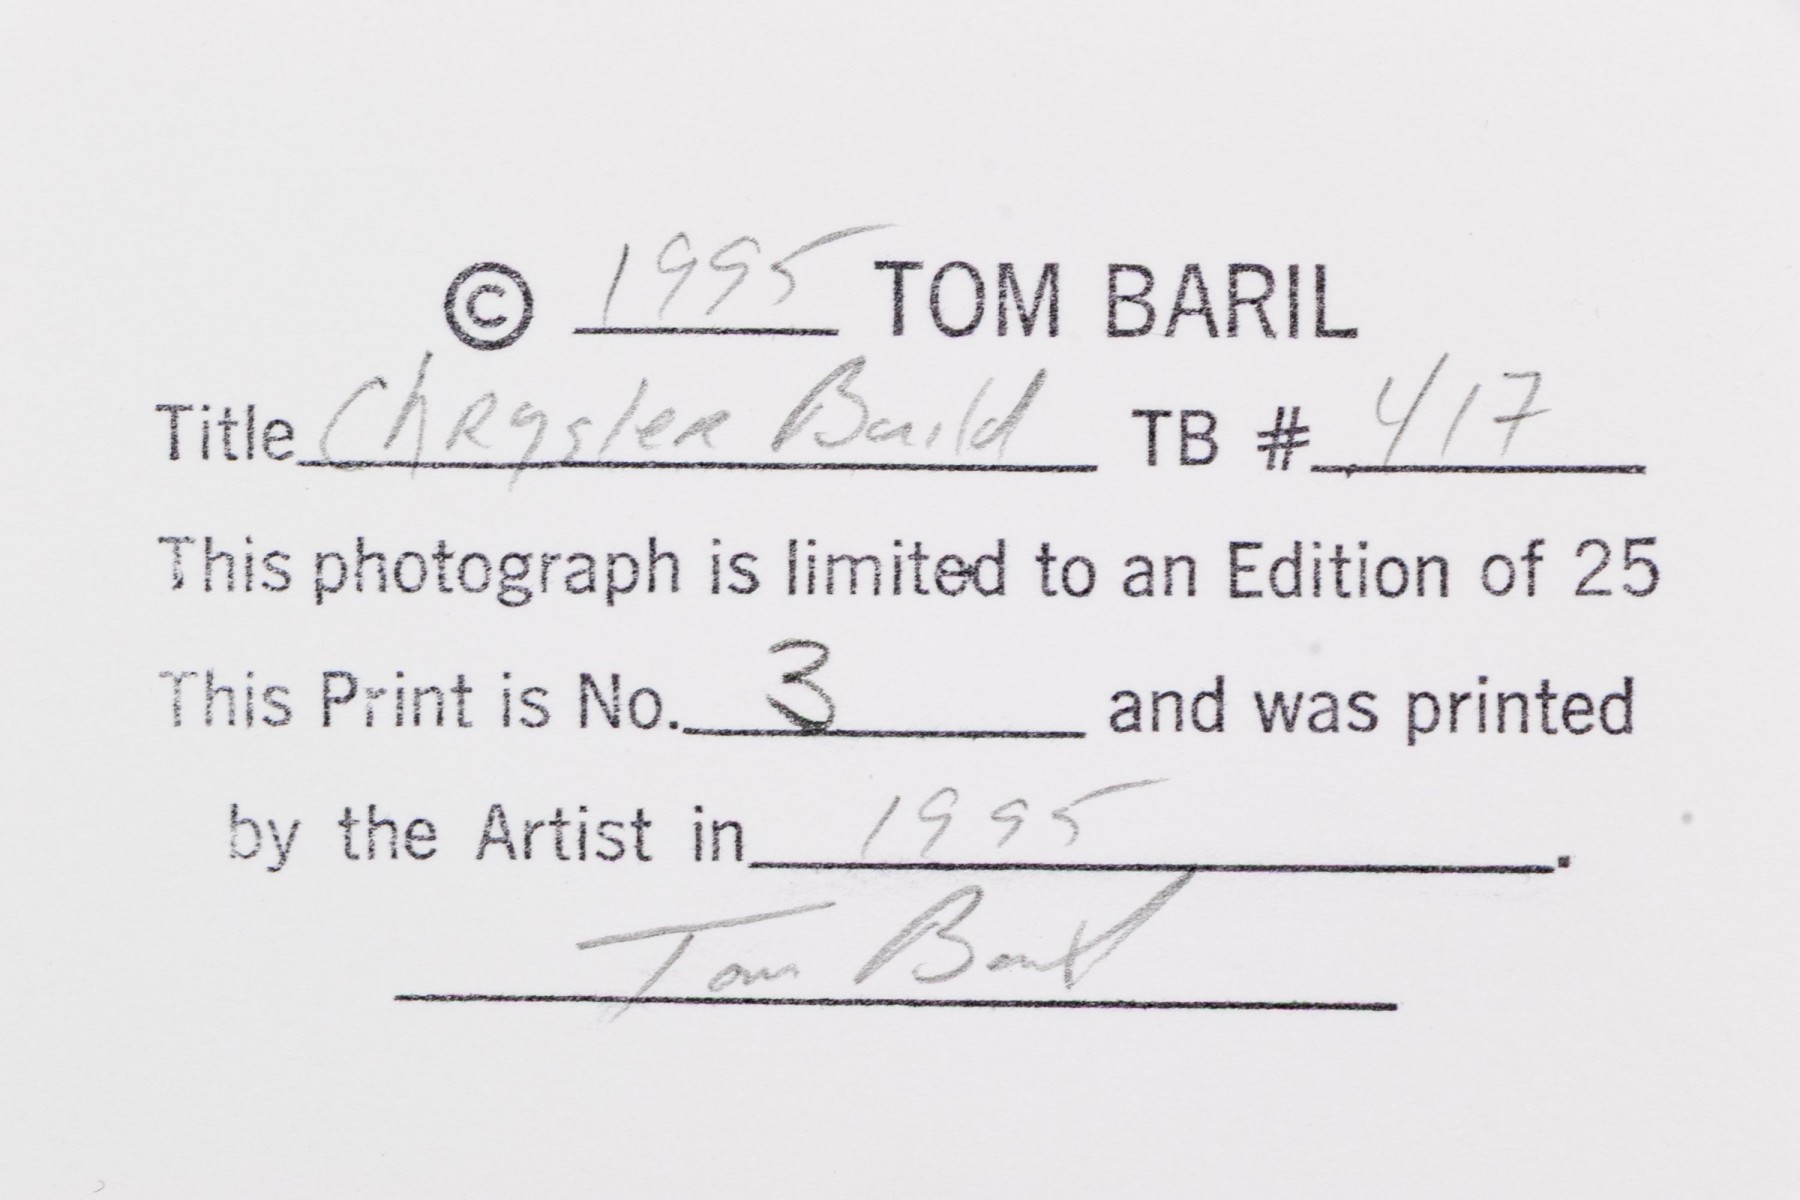 © 1995 TOM BARIL
Title Chrysler Build TB # 417
This photograph is limited to an Edition of 25
This Print is No. 3 and was printed
by the Artist in 1995.
Tom Baril